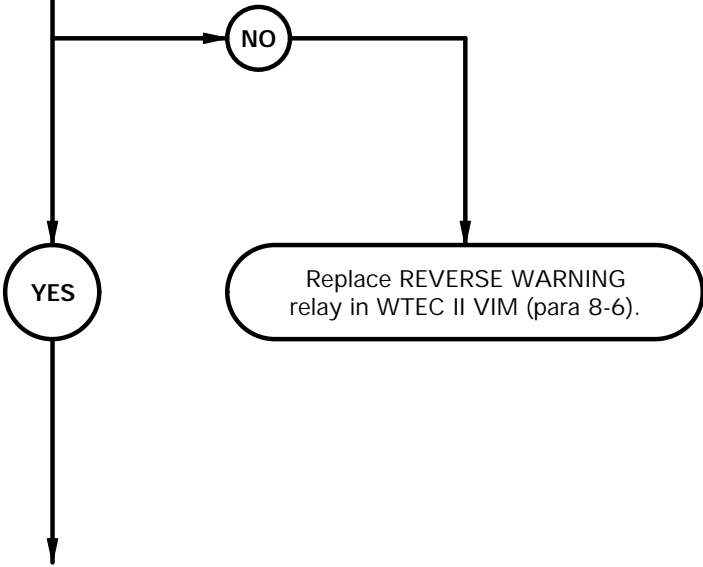 NO
YES
Replace REVERSE WARNING
relay in WTEC II VIM (para 8-6).